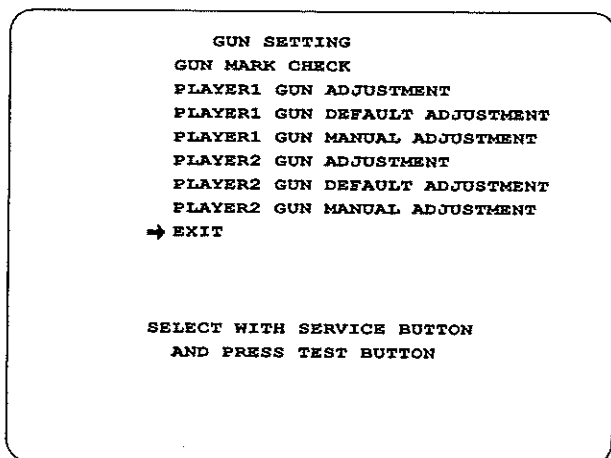 GUN SETTING
GUN MARK CHECK
PLAYER1 GUN ADJUSTMENT
PLAYER1 GUN DEFAULT ADJUSTMENT
PLAYER1 GUN MANUAL ADJUSTMENT
PLAYER2 GUN ADJUSTMENT
PLAYER2 GUN DEFAULT ADJUSTMENT
PLAYER2 GUN MANUAL ADJUSTMENT
➔ EXIT
SELECT WITH SERVICE BUTTON
AND PRESS TEST BUTTON